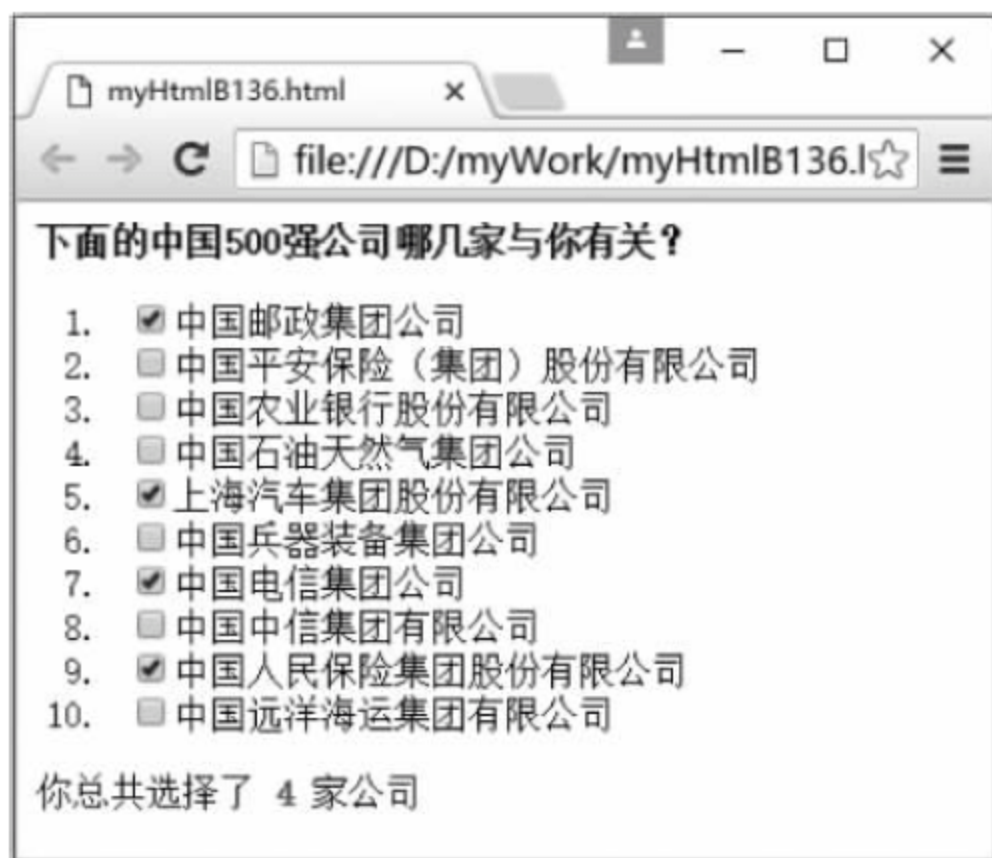 myHtmlB136.html
file:///D:/myWork/myHtmlB136.l
下面的中国500强公司哪几家与你有关？
1. 中国邮政集团公司
2. 中国平安保险（集团）股份有限公司
3. 中国农业银行股份有限公司
4. 中国石油天然气集团公司
5. 上海汽车集团股份有限公司
6. 中国兵器装备集团公司
7. 中国电信集团公司
8. 中国中信集团有限公司
9. 中国人民保险集团股份有限公司
10. 中国远洋海运集团有限公司
你总共选择了 4 家公司